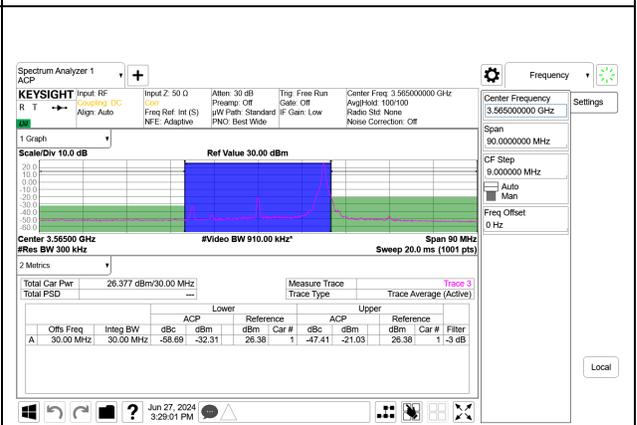 Spectrum Analyzer 1
ACP
Frequency
KEYSIGHT
R T
Input: RF
Coupling: DC
Align: Auto
Input Z: 50 Ω
Corr
Freq Ref: Int (S)
NFE: Adaptive
Atten: 30 dB
Preamp: Off
µW Path: Standard
PNO: Best Wide
Trig: Free Run
Gate: Off
IF Gain: Low
Center Freq: 3.565000000 GHz
Avg|Hold: 100/100
Radio Std: None
Noise Correction: Off
Center Frequency
3.565000000 GHz
Settings
Span
90.0000000 MHz
CF Step
9.000000 MHz
Auto
Man
Freq Offset
0 Hz
1 Graph
Scale/Div 10.0 dB
Ref Value 30.00 dBm
20.0
10.0
0.00
-10.0
-20.0
-30.0
-40.0
-50.0
-60.0
Center 3.56500 GHz
#Video BW 910.00 kHz*
Span 90 MHz
#Res BW 300 kHz
Sweep 20.0 ms (1001 pts)
2 Metrics
Total Car Pwr 26.377 dBm/30.00 MHz
Total PSD ---
Measure Trace Trace 3
Trace Type Trace Average (Active)
Lower Upper
ACP Reference ACP Reference
Offs Freq Integ BW dBc dBm dBm Car # dBc dBm dBm Car # Filter
A 30.00 MHz 30.00 MHz -58.69 -32.31 26.38 1 -47.41 -21.03 26.38 1 -3 dB
Local
Jun 27, 2024
3:29:01 PM